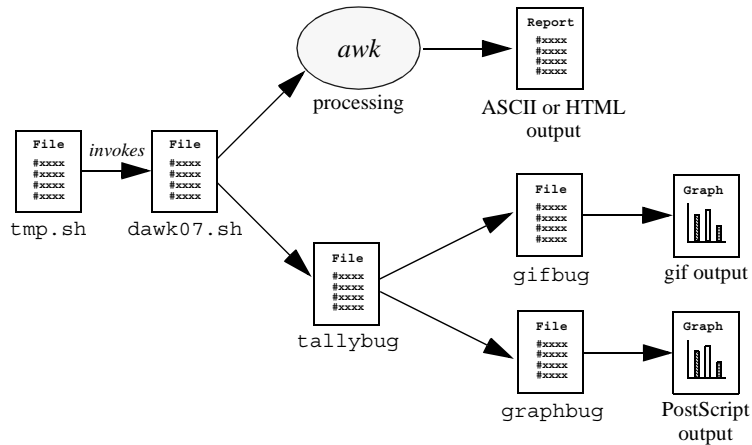 awk
processing
Report
#xxxx
#xxxx
#xxxx
#xxxx
ASCII or HTML
output
File
#xxxx
#xxxx
#xxxx
#xxxx
tmp.sh
invokes
File
#xxxx
#xxxx
#xxxx
#xxxx
dawk07.sh
File
#xxxx
#xxxx
#xxxx
#xxxx
tallybug
File
#xxxx
#xxxx
#xxxx
#xxxx
gifbug
Graph
gif output
File
#xxxx
#xxxx
#xxxx
#xxxx
graphbug
Graph
PostScript
output